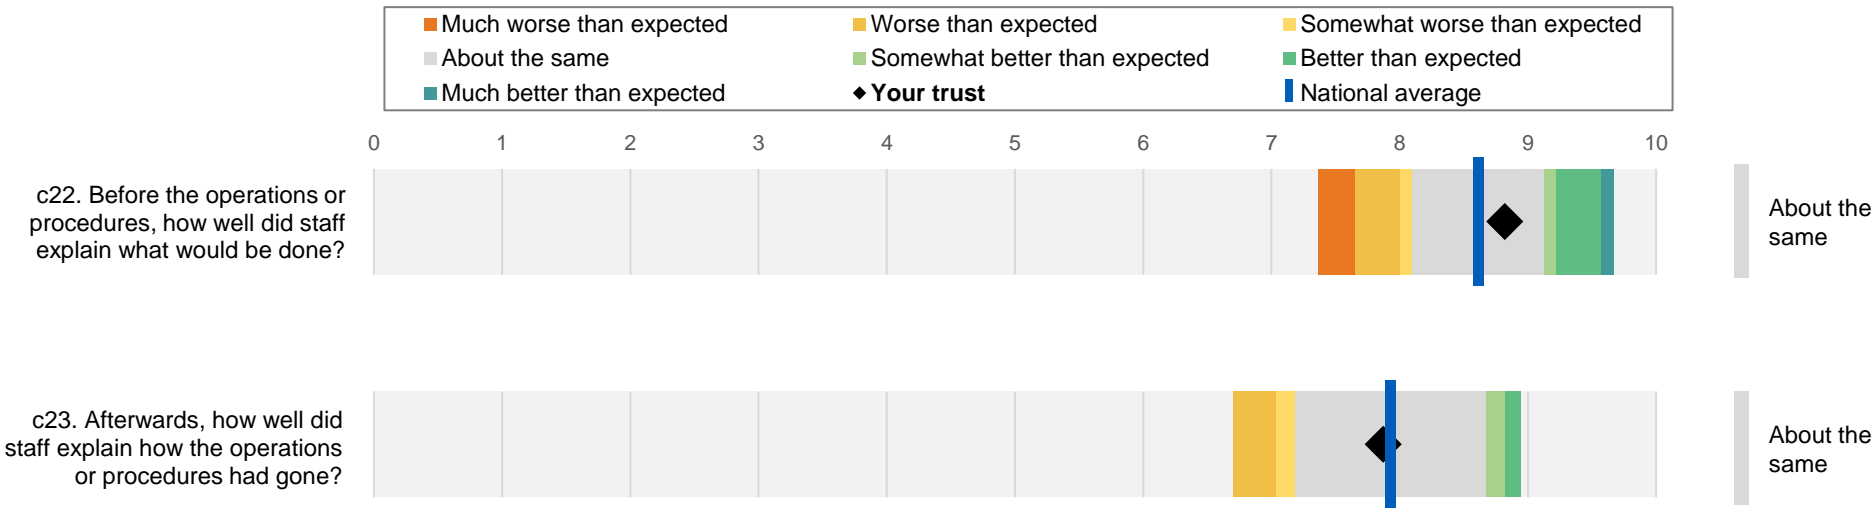 Much worse than expected
Worse than expected
Somewhat worse than expected
About the same
Somewhat better than expected
Better than expected
Much better than expected
Your trust
National average
0 1 2 3 4 5 6 7 8 9 10
c22. Before the operations or
procedures, how well did staff
explain what would be done?
About the
same
c23. Afterwards, how well did
staff explain how the operations
or procedures had gone?
About the
same